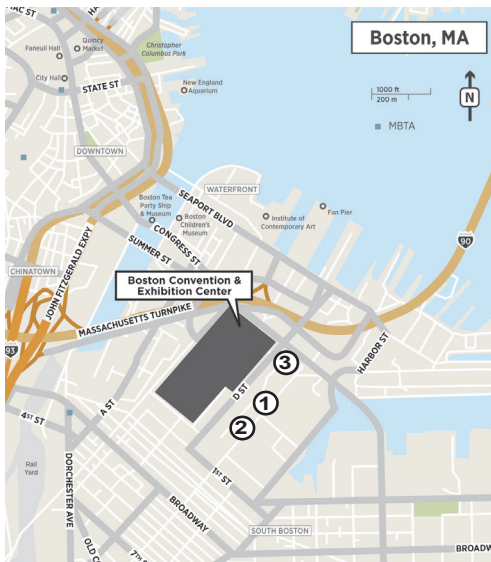 Boston, MA
1000 ft
200 m
N
MBTA
Quincy
Market
Faneuil Hall
City Hall
Christopher
Columbus Park
STATE ST
New England
Aquarium
DOWNTOWN
WATERFRONT
SEAPORT BLVD
Boston Tea
Party Ship
& Museum
Boston
Children's
Museum
Institute of
Contemporary Art
Fan Pier
CONGRESS ST
SUMMER ST
90
CHINATOWN
JOHN FITZGERALD EXPY
Boston Convention &
Exhibition Center
MASSACHUSETTS TURNPIKE
HARBOR ST
93
3
D ST
1
2
A ST
4ST ST
Rail
Yard
DORCHESTER AVE
1ST ST
BROADWAY
SOUTH BOSTON
BROADW
OLD C
7TH S